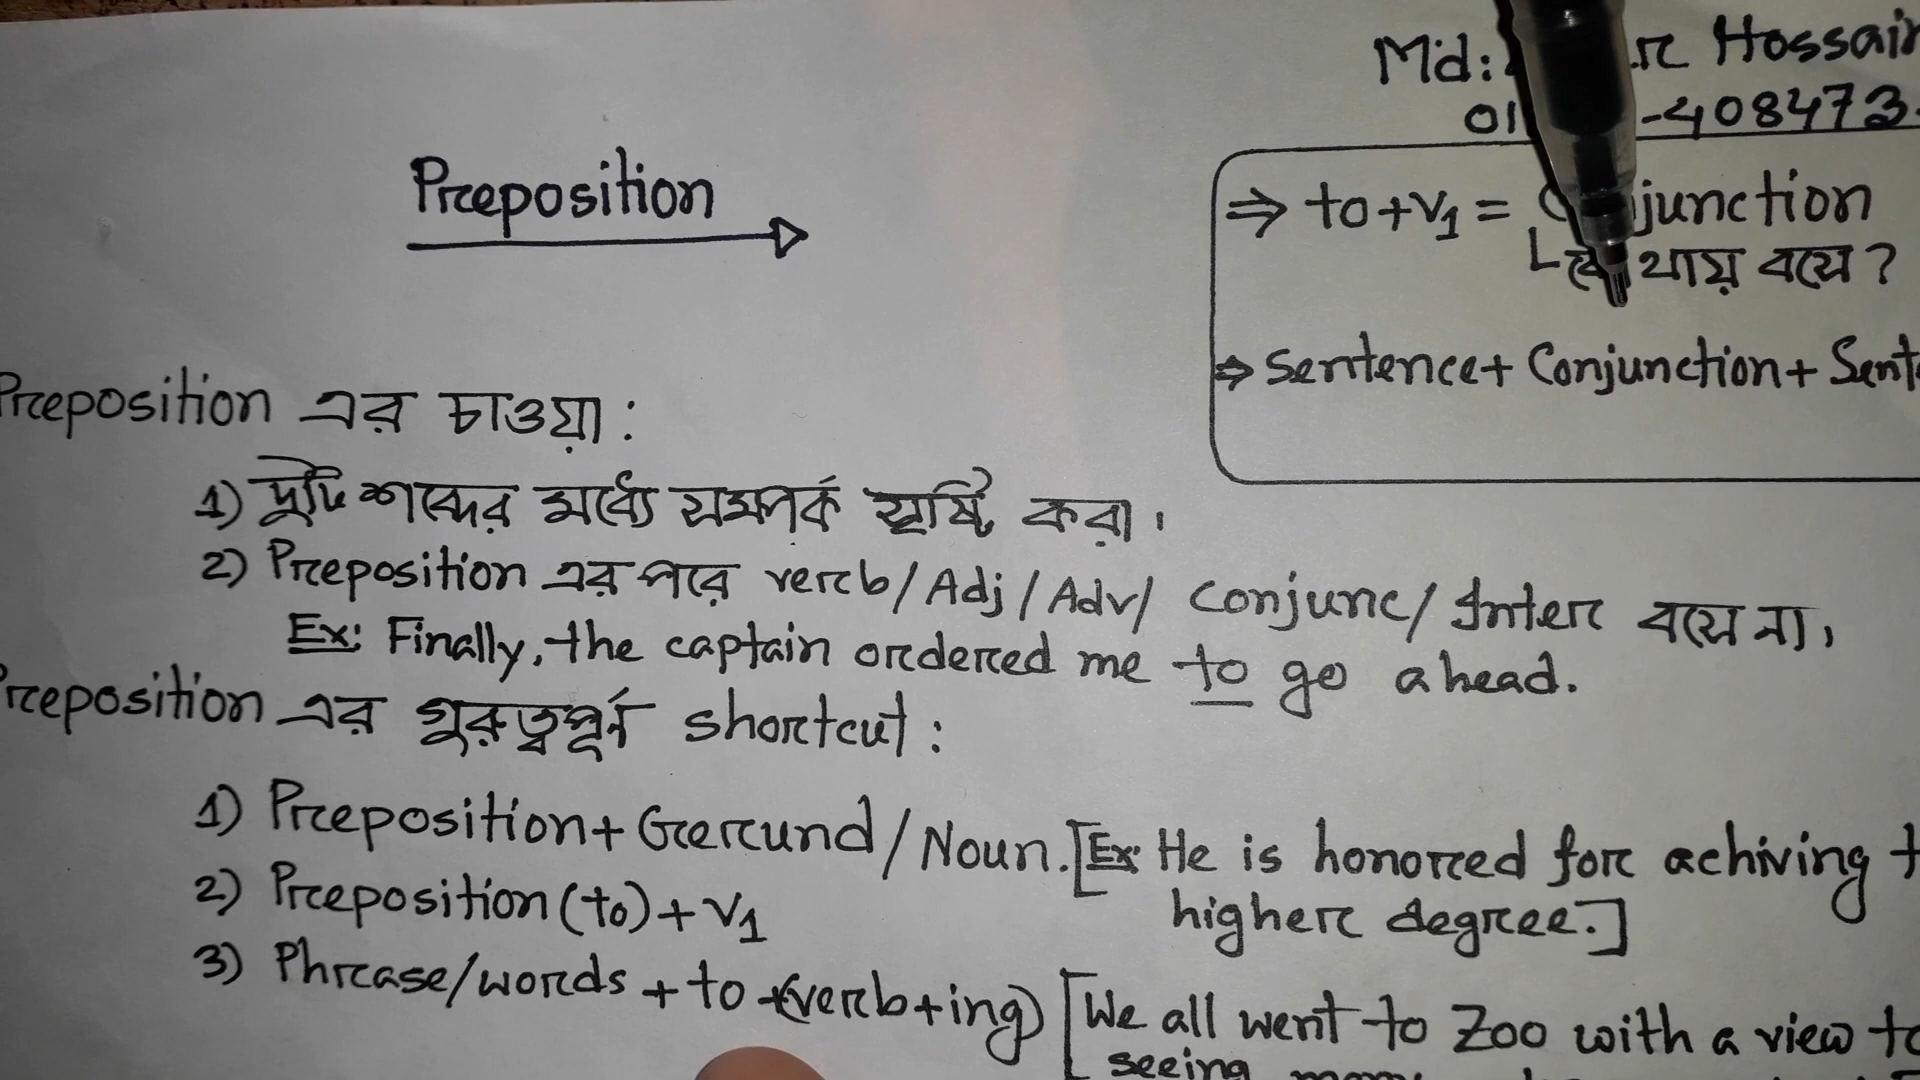 Md: Hossain
01 -408473
Preposition
⇒ to+v1 = Conjunction
কোথায় বসে?
⇒ Sentence+ Conjunction+ Sent
Preposition এর চাওয়া :
1) দুটি শব্দের মধ্যে সম্পর্ক সৃষ্টি করা।
2) Preposition এর পরে verb/Adj/Adv/ Conjunc/ Inter বসে না,
Ex: Finally, the captain ordered me to go ahead.
Preposition এর গুরুত্বপূর্ণ shortcut :
1) Preposition+ Gerund/Noun. [Ex: He is honored for achiving t
higher degree.]
2) Preposition (to) + v1
3) Phrase/words + to +(verb+ing) [We all went to Zoo with a view to
seeing many